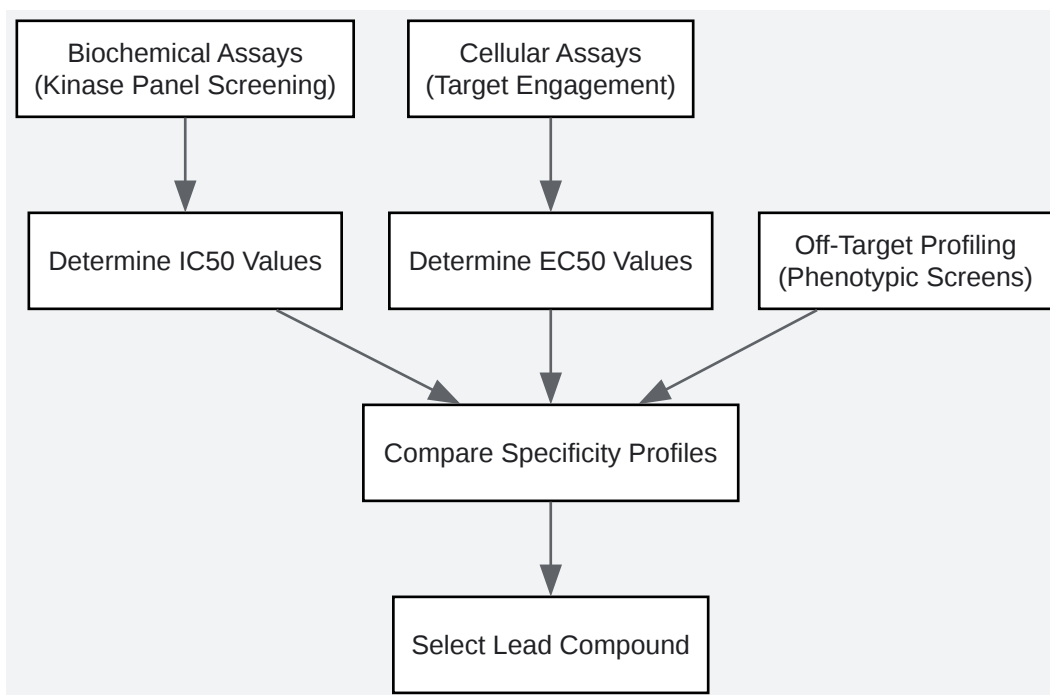 Biochemical Assays
(Kinase Panel Screening)
Cellular Assays
(Target Engagement)
Determine IC50 Values
Determine EC50 Values
Off-Target Profiling
(Phenotypic Screens)
Compare Specificity Profiles
Select Lead Compound